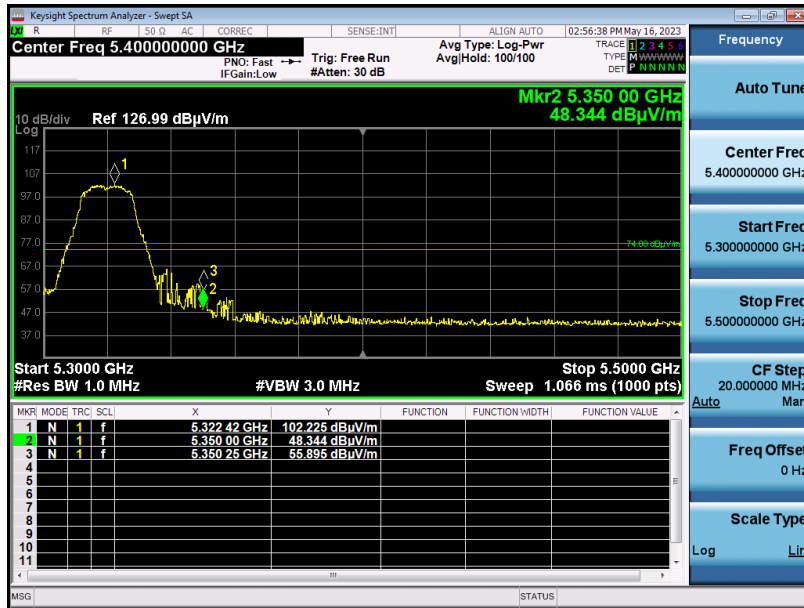 Keysight Spectrum Analyzer - Swept SA
LXI R RF 50 Ω AC CORREC SENSE:INT ALIGN AUTO 02:56:38 PM May 16, 2023
Center Freq 5.400000000 GHz
PNO: Fast
IFGain:Low
Trig: Free Run
#Atten: 30 dB
Avg Type: Log-Pwr
Avg|Hold: 100/100
TRACE 1 2 3 4 5 6
TYPE M W W W W W
DET P N N N N N
Mkr2 5.350 00 GHz
48.344 dBµV/m
10 dB/div
Log
Ref 126.99 dBµV/m
117
107
97.0
87.0
77.0
67.0
57.0
47.0
37.0
1
3
2
74.00 dBµV/m
Start 5.3000 GHz Stop 5.5000 GHz
#Res BW 1.0 MHz #VBW 3.0 MHz Sweep 1.066 ms (1000 pts)
MKR MODE TRC SCL X Y FUNCTION FUNCTION WIDTH FUNCTION VALUE
1 N 1 f 5.322 42 GHz 102.225 dBµV/m
2 N 1 f 5.350 00 GHz 48.344 dBµV/m
3 N 1 f 5.350 25 GHz 55.895 dBµV/m
4
5
6
7
8
9
10
11
MSG STATUS
Frequency
Auto Tune
Center Freq
5.400000000 GHz
Start Freq
5.300000000 GHz
Stop Freq
5.500000000 GHz
CF Step
20.000000 MHz
Auto Man
Freq Offset
0 Hz
Scale Type
Log Lin